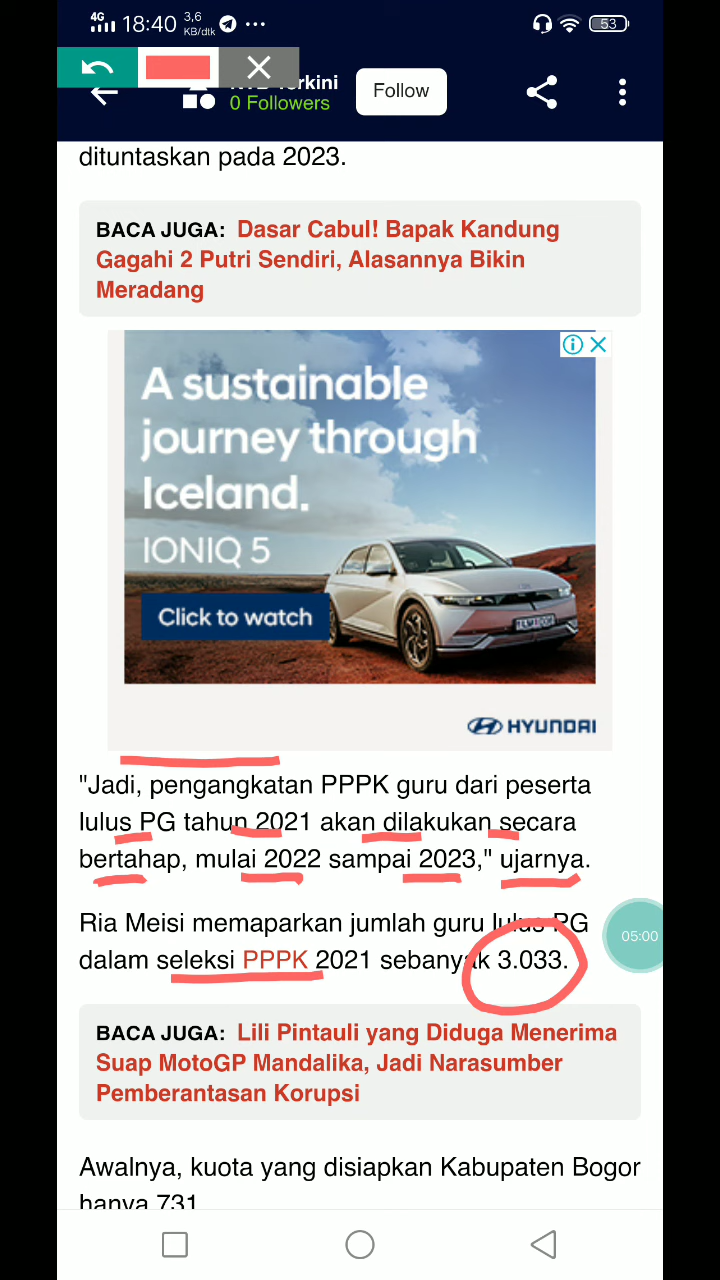 4G 18:40 3,6 KB/dtk 53
Terkini
0 Followers
Follow
dituntaskan pada 2023.
BACA JUGA: Dasar Cabul! Bapak Kandung
Gagahi 2 Putri Sendiri, Alasannya Bikin
Meradang
A sustainable
journey through
Iceland.
IONIQ 5
Click to watch
HYUNDAI
"Jadi, pengangkatan PPPK guru dari peserta
lulus PG tahun 2021 akan dilakukan secara
bertahap, mulai 2022 sampai 2023," ujarnya.
Ria Meisi memaparkan jumlah guru lulus PG
dalam seleksi PPPK 2021 sebanyak 3.033.
05:00
BACA JUGA: Lili Pintauli yang Diduga Menerima
Suap MotoGP Mandalika, Jadi Narasumber
Pemberantasan Korupsi
Awalnya, kuota yang disiapkan Kabupaten Bogor
hanya 731